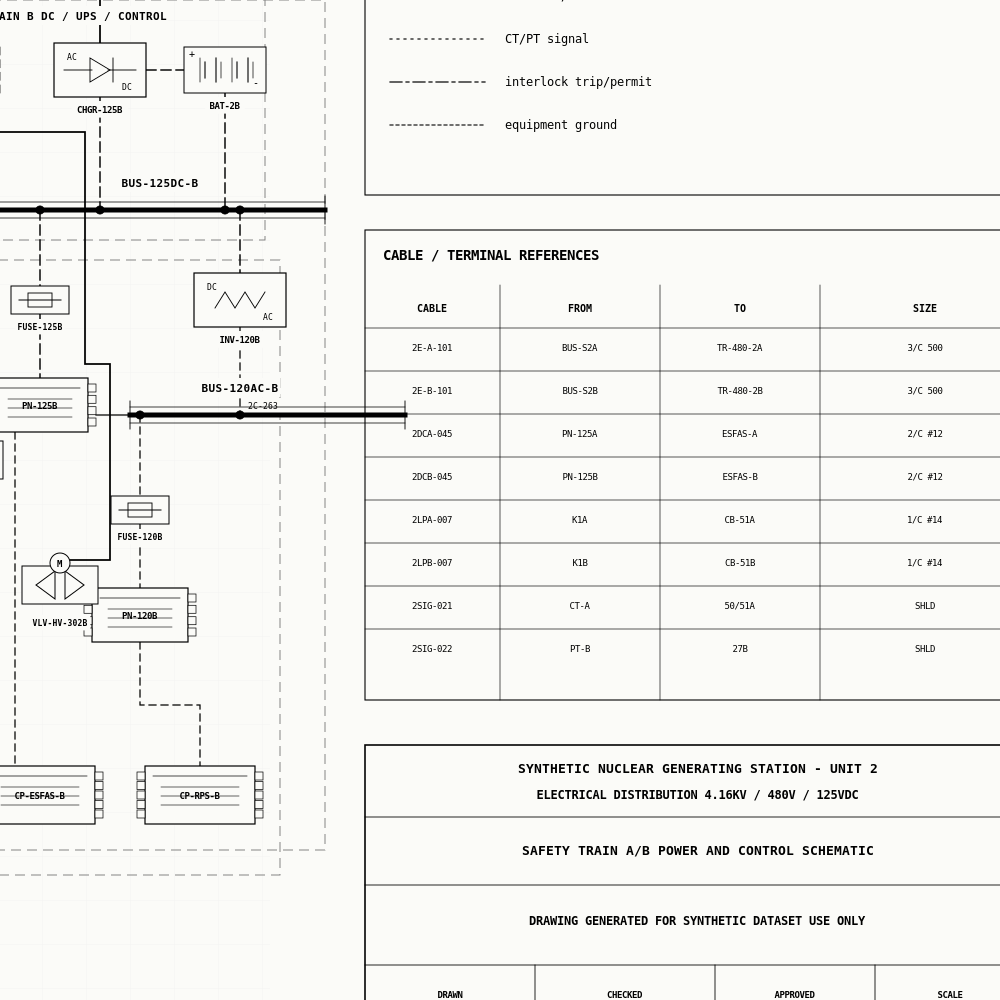 AIN B DC / UPS / CONTROL
AC
DC
CHGR-125B
+
-
BAT-2B
BUS-125DC-B
FUSE-125B
DC
AC
INV-120B
PN-125B
BUS-120AC-B
2C-263
FUSE-120B
M
VLV-HV-302B
PN-120B
CP-ESFAS-B
CP-RPS-B
CT/PT signal
interlock trip/permit
equipment ground
CABLE / TERMINAL REFERENCES
CABLE FROM TO SIZE
2E-A-101 BUS-S2A TR-480-2A 3/C 500
2E-B-101 BUS-S2B TR-480-2B 3/C 500
2DCA-045 PN-125A ESFAS-A 2/C #12
2DCB-045 PN-125B ESFAS-B 2/C #12
2LPA-007 K1A CB-51A 1/C #14
2LPB-007 K1B CB-51B 1/C #14
2SIG-021 CT-A 50/51A SHLD
2SIG-022 PT-B 27B SHLD
SYNTHETIC NUCLEAR GENERATING STATION - UNIT 2
ELECTRICAL DISTRIBUTION 4.16KV / 480V / 125VDC
SAFETY TRAIN A/B POWER AND CONTROL SCHEMATIC
DRAWING GENERATED FOR SYNTHETIC DATASET USE ONLY
DRAWN CHECKED APPROVED SCALE